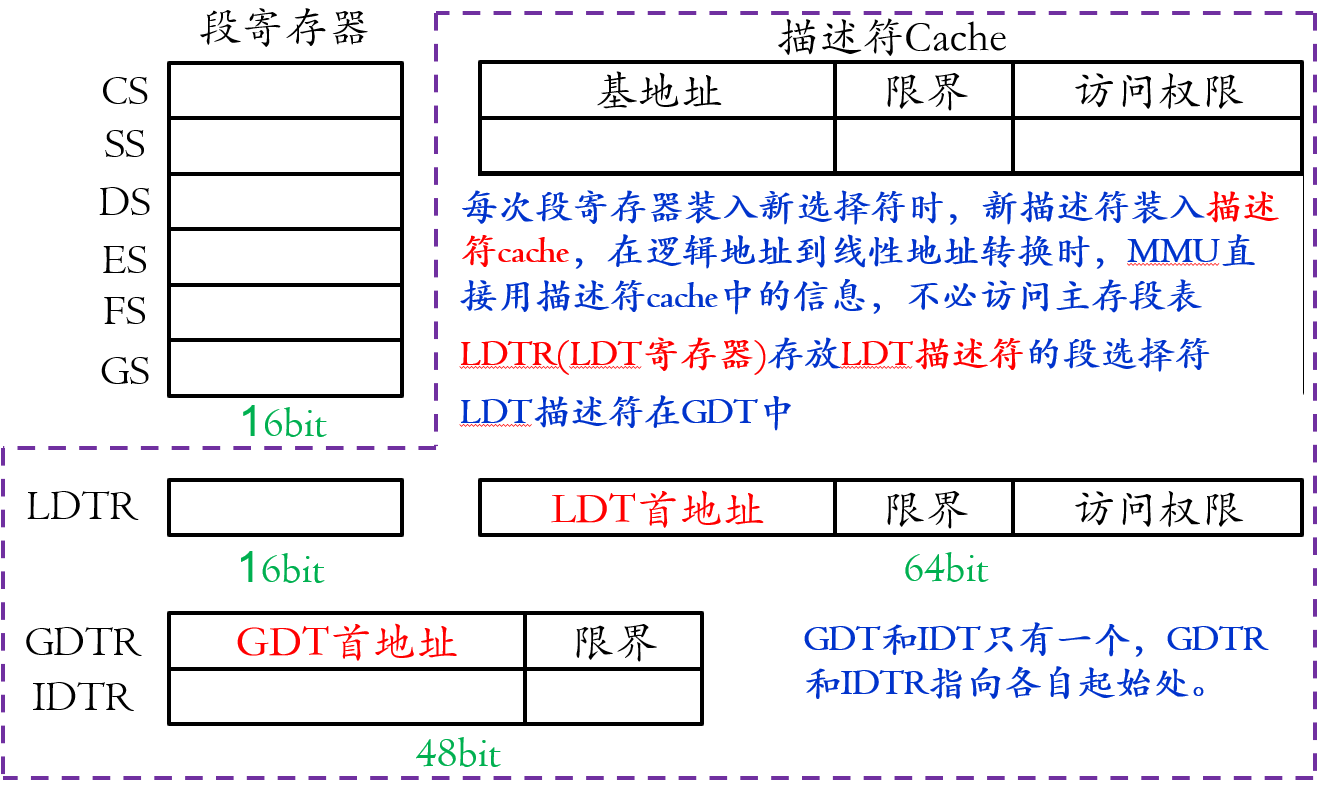 段寄存器
描述符Cache
CS
SS
DS
ES
FS
GS
16bit
基地址 限界 访问权限
每次段寄存器装入新选择符时，新描述符装入描述
符cache，在逻辑地址到线性地址转换时，MMU直
接用描述符cache中的信息，不必访问主存段表
LDTR(LDT寄存器)存放LDT描述符的段选择符
LDT描述符在GDT中
LDTR
16bit
LDT首地址 限界 访问权限
64bit
GDTR GDT首地址 限界
IDTR
48bit
GDT和IDT只有一个，GDTR
和IDTR指向各自起始处。